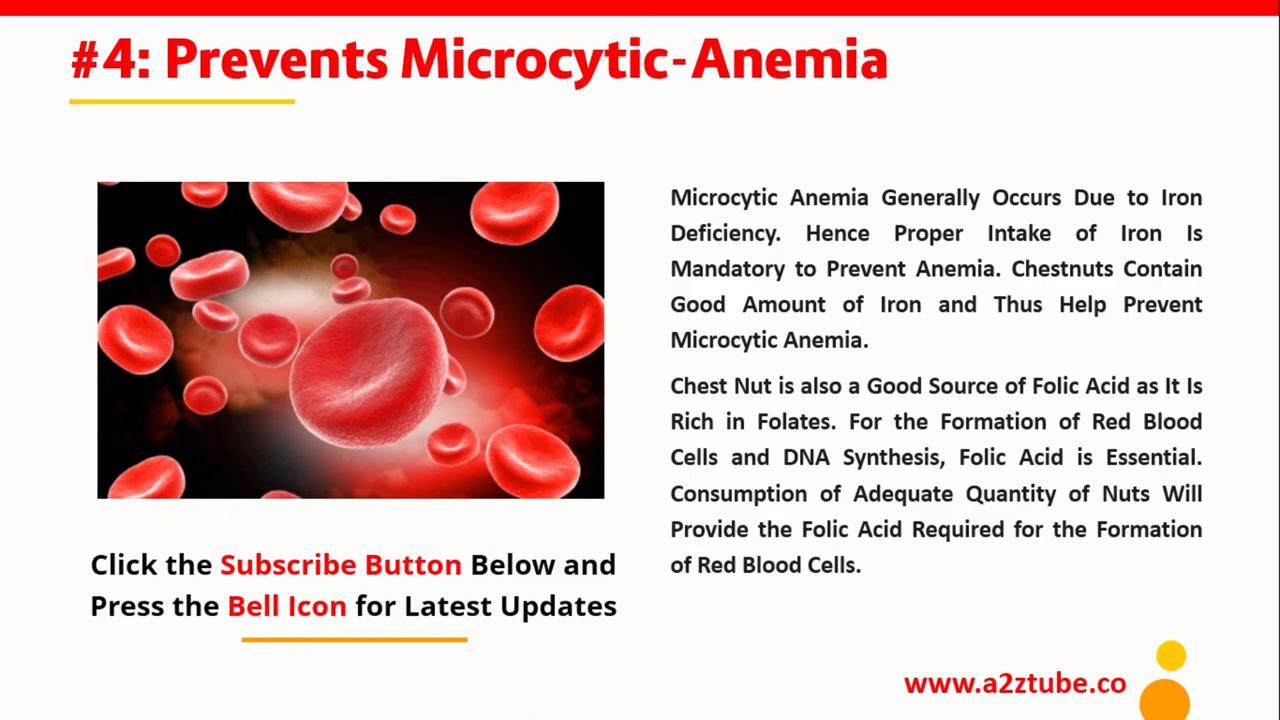 #4: Prevents Microcytic-Anemia
Microcytic Anemia Generally Occurs Due to Iron
Deficiency. Hence Proper Intake of Iron Is
Mandatory to Prevent Anemia. Chestnuts Contain
Good Amount of Iron and Thus Help Prevent
Microcytic Anemia.
Chest Nut is also a Good Source of Folic Acid as It Is
Rich in Folates. For the Formation of Red Blood
Cells and DNA Synthesis, Folic Acid is Essential.
Consumption of Adequate Quantity of Nuts Will
Provide the Folic Acid Required for the Formation
of Red Blood Cells.
Click the Subscribe Button Below and
Press the Bell Icon for Latest Updates
www.a2ztube.co